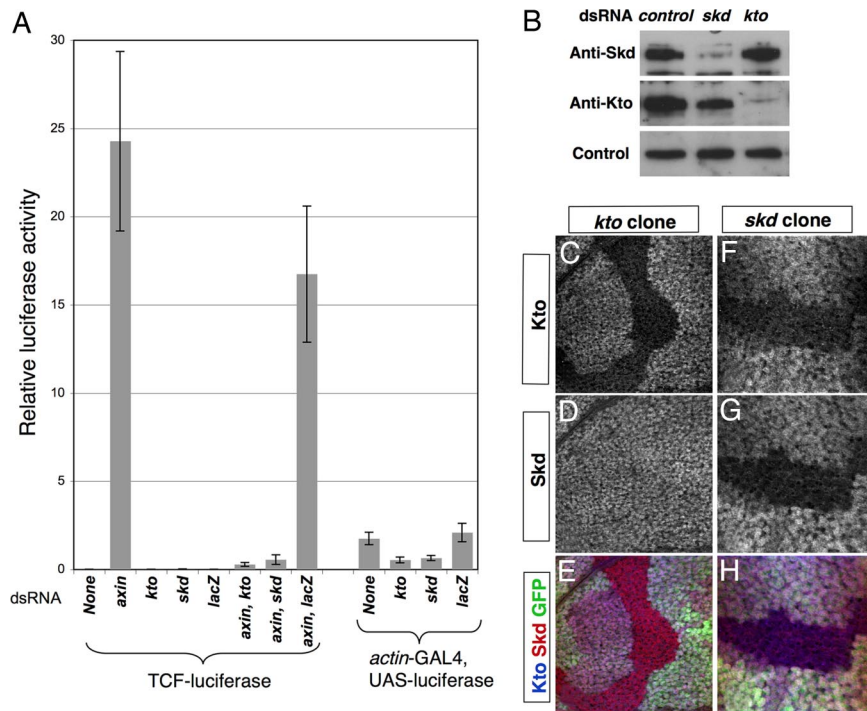 A
Relative luciferase activity
30
25
20
15
10
5
0
dsRNA
None
axin
kto
skd
lacZ
axin, kto
axin, skd
axin, lacZ
None
kto
skd
lacZ
TCF-luciferase
actin-GAL4,
UAS-luciferase
B
dsRNA control skd kto
Anti-Skd
Anti-Kto
Control
kto clone
skd clone
Kto
C
F
Skd
D
G
Kto Skd GFP
E
H